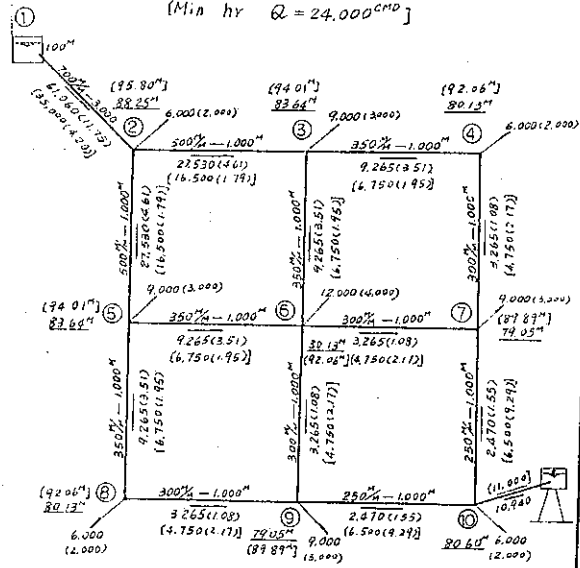 [Min hr Q = 24.000 CMD]
①
100M
700 M/M - 3.000
61.060(11.75)
[35.000(4.20)]
[95.80M]
88.25M
②
6.000(2.000)
500 M/M - 1.000M
27.530(4.61)
[16.500(1.79)]
[94.01M]
83.64M
③
9.000(3.000)
350 M/M - 1.000M
9.265(3.51)
[6.750(1.95)]
[92.06M]
80.13M
④
6.000(2.000)
500 M/M - 1.000M
27.530(4.61)
[16.500(1.79)]
350 M/M - 1.000M
9.265(3.51)
[6.750(1.95)]
300 M/M - 1.000M
3.265(1.08)
[4.750(2.17)]
[94.01M]
83.64M
⑤
9.000(3.000)
350 M/M - 1.000M
9.265(3.51)
[6.750(1.95)]
⑥
12.000(4.000)
300 M/M - 1.000M
3.265(1.08)
[4.750(2.17)]
30.13M
(92.06M)
⑦
9.000(3,000)
(89.89M)
79.05M
350 M/M - 1.000M
9.265(3.51)
[6.750(1.95)]
300 M/M - 1.000M
3.265(1.08)
[4.750(2.17)]
250 M/M - 1.000M
2.470(1.55)
[6.500(9.29)]
[92.06M]
80.13M
⑧
6.000
(2.000)
300 M/M - 1.000M
3.265(1.08)
[4.750(2.17)]
79.05M
[89.89M]
⑨
9.000
(3,000)
250 M/M - 1.000M
2.470(1.55)
(6.500(9.29)]
⑩
(11.000]
10.940
80.60M
6.000
(2.000)